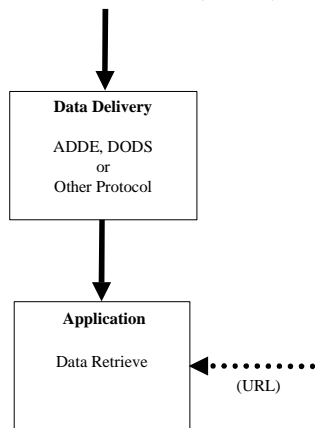 Data Delivery
ADDE, DODS
or
Other Protocol
Application
Data Retrieve
(URL)